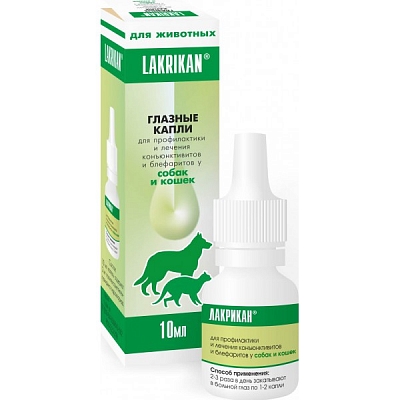 для животных
LAKRIKAN®
ГЛАЗНЫЕ
КАПЛИ
для профилактики
и лечения
конъюнктивитов
и блефаритов у
собак и кошек
10мл
ЛАКРИКАН®
для профилактики
и лечения конъюнктивитов
и блефаритов у собак и кошек
Способ применения:
2-3 раза в день закапывают
в больной глаз по 1-2 капли